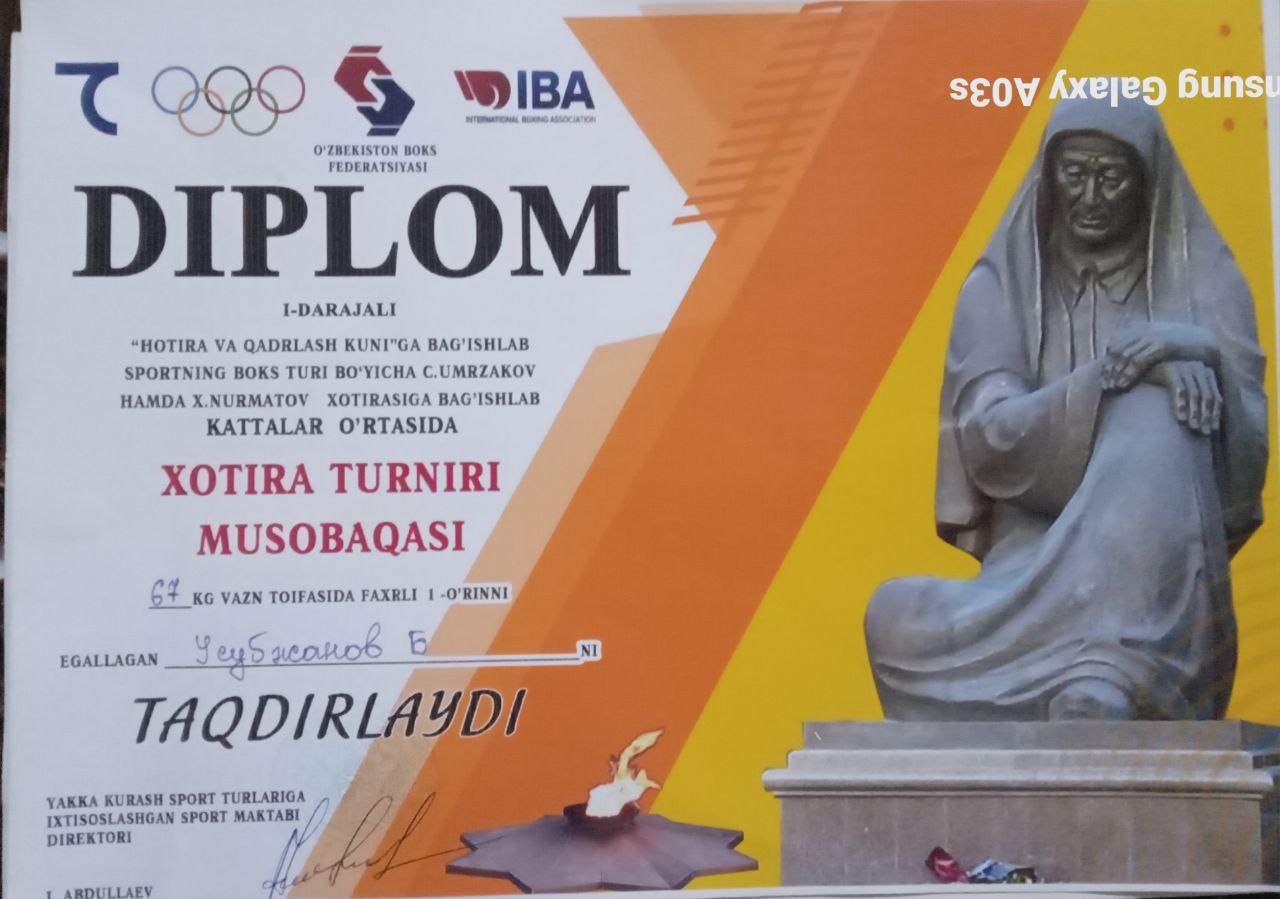 IBA
INTERNATIONAL BOXING ASSOCIATION
O'ZBEKISTON BOKS
FEDERATSIYASI
DIPLOM
I-DARAJALI
"HOTIRA VA QADRLASH KUNI"GA BAG'ISHLAB
SPORTNING BOKS TURI BO'YICHA C.UMRZAKOV
HAMDA X.NURMATOV XOTIRASIGA BAG'ISHLAB
KATTALAR O'RTASIDA
XOTIRA TURNIRI
MUSOBAQASI
67 KG VAZN TOIFASIDA FAXRLI 1 -O'RINNI
EGALLAGAN Усубжанов Б NI
TAQDIRLAYDI
YAKKA KURASH SPORT TURLARIGA
IXTISOSLASHGAN SPORT MAKTABI
DIREKTORI
I. ABDULLAEV
nsung Galaxy A03s